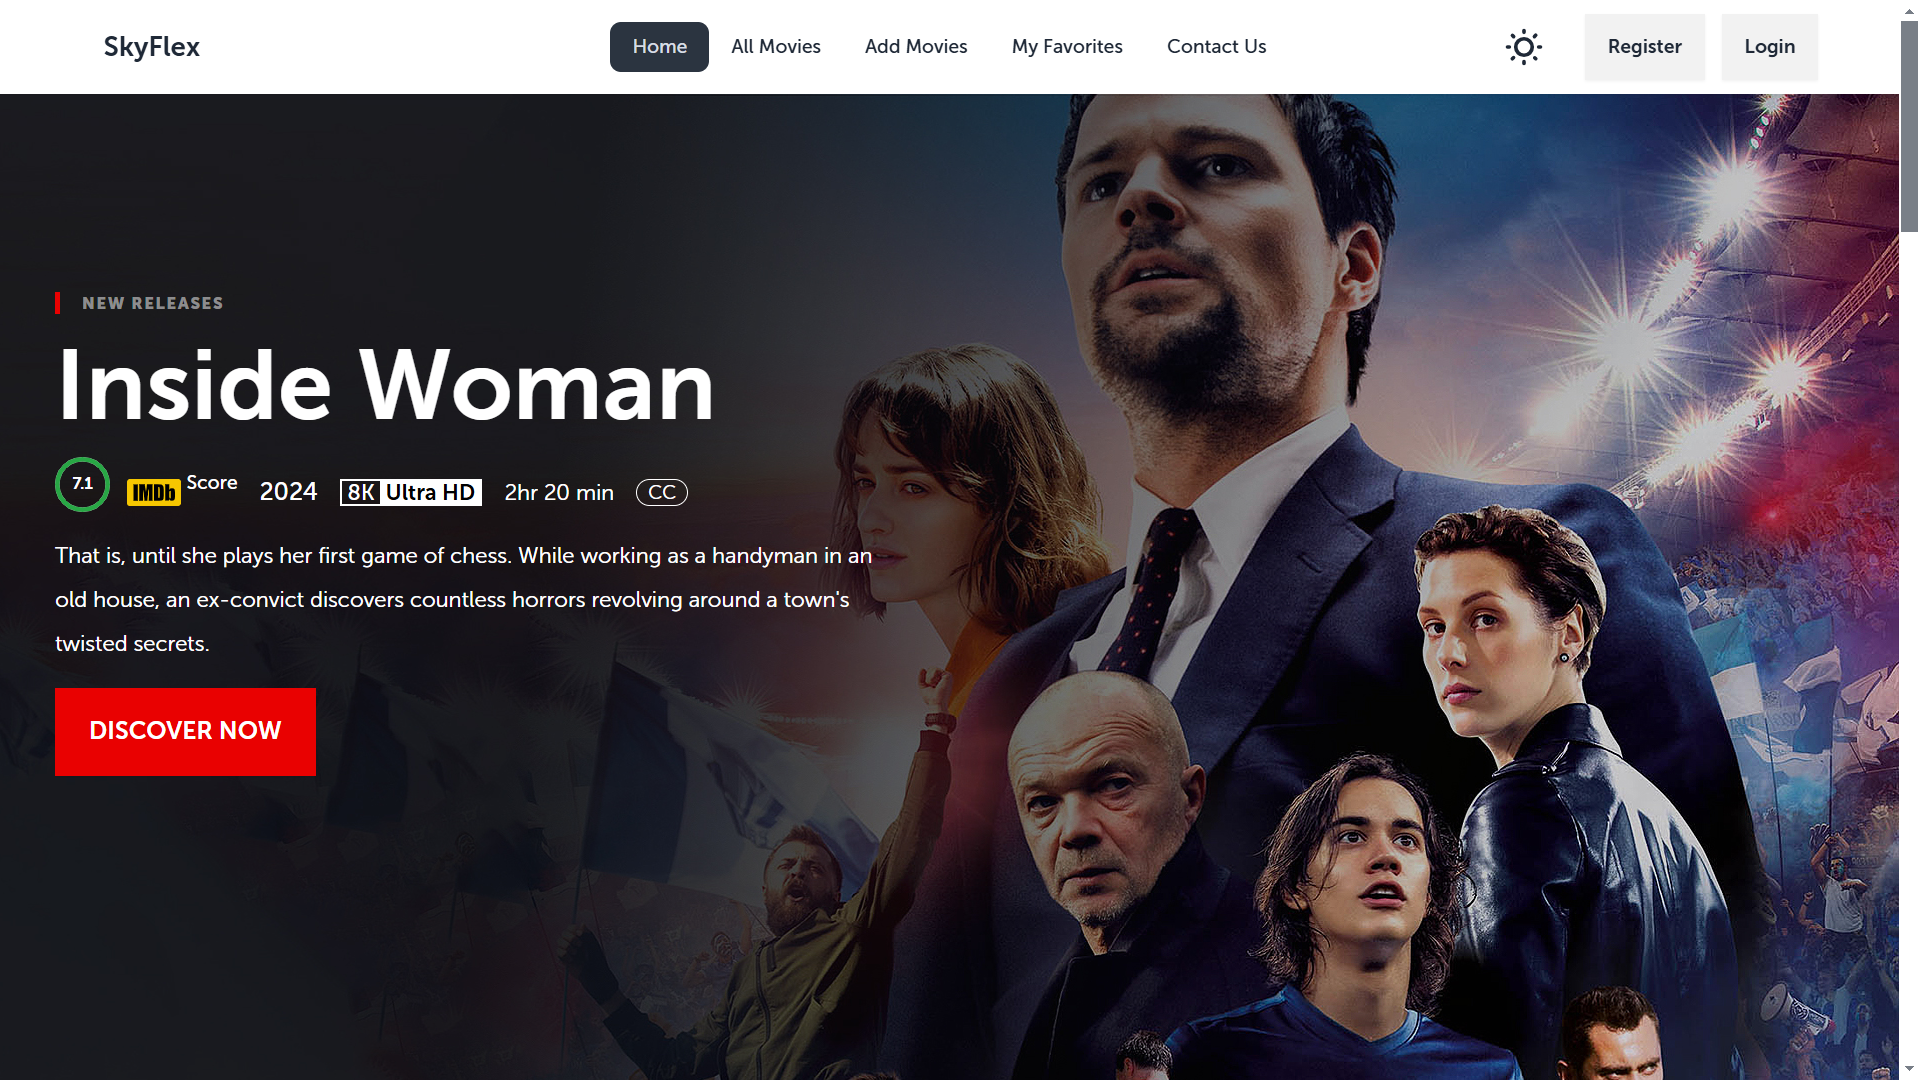 SkyFlex
Home
All Movies
Add Movies
My Favorites
Contact Us
Register
Login
NEW RELEASES
Inside Woman
7.1
IMDb Score
2024
8K Ultra HD
2hr 20 min
CC
That is, until she plays her first game of chess. While working as a handyman in an
old house, an ex-convict discovers countless horrors revolving around a town's
twisted secrets.
DISCOVER NOW